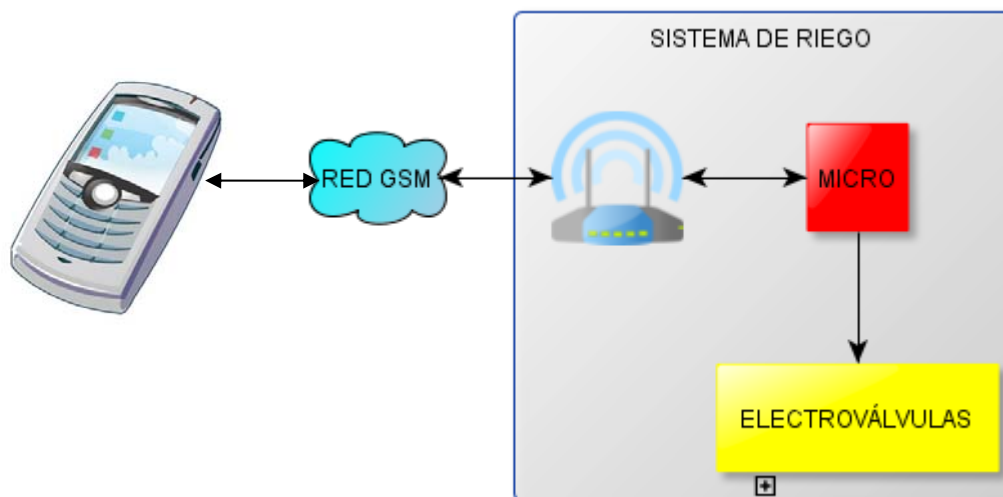 SISTEMA DE RIEGO
RED GSM
MICRO
ELECTROVÁLVULAS